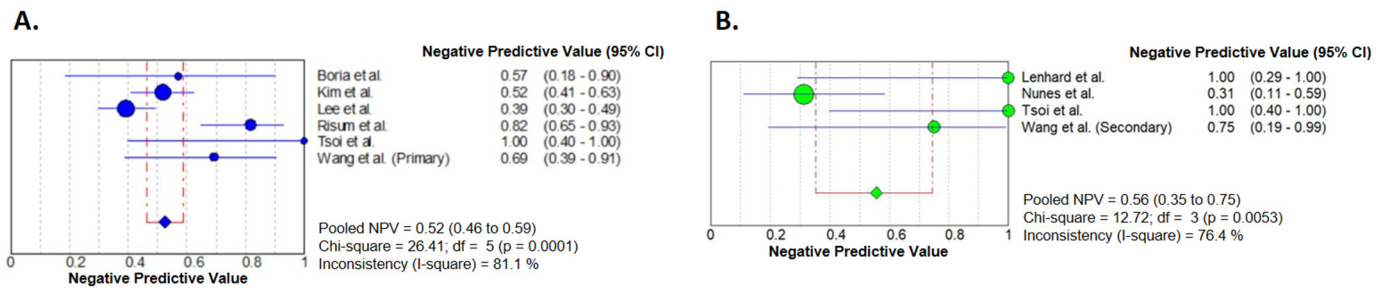 A.
Negative Predictive Value (95% CI)
Boria et al. 0.57 (0.18 - 0.90)
Kim et al. 0.52 (0.41 - 0.63)
Lee et al. 0.39 (0.30 - 0.49)
Risum et al. 0.82 (0.65 - 0.93)
Tsoi et al. 1.00 (0.40 - 1.00)
Wang et al. (Primary) 0.69 (0.39 - 0.91)
Pooled NPV = 0.52 (0.46 to 0.59)
Chi-square = 26.41; df = 5 (p = 0.0001)
Inconsistency (I-square) = 81.1 %
0 0.2 0.4 0.6 0.8 1
Negative Predictive Value
B.
Negative Predictive Value (95% CI)
Lenhard et al. 1.00 (0.29 - 1.00)
Nunes et al. 0.31 (0.11 - 0.59)
Tsoi et al. 1.00 (0.40 - 1.00)
Wang et al. (Secondary) 0.75 (0.19 - 0.99)
Pooled NPV = 0.56 (0.35 to 0.75)
Chi-square = 12.72; df = 3 (p = 0.0053)
Inconsistency (I-square) = 76.4 %
0 0.2 0.4 0.6 0.8 1
Negative Predictive Value